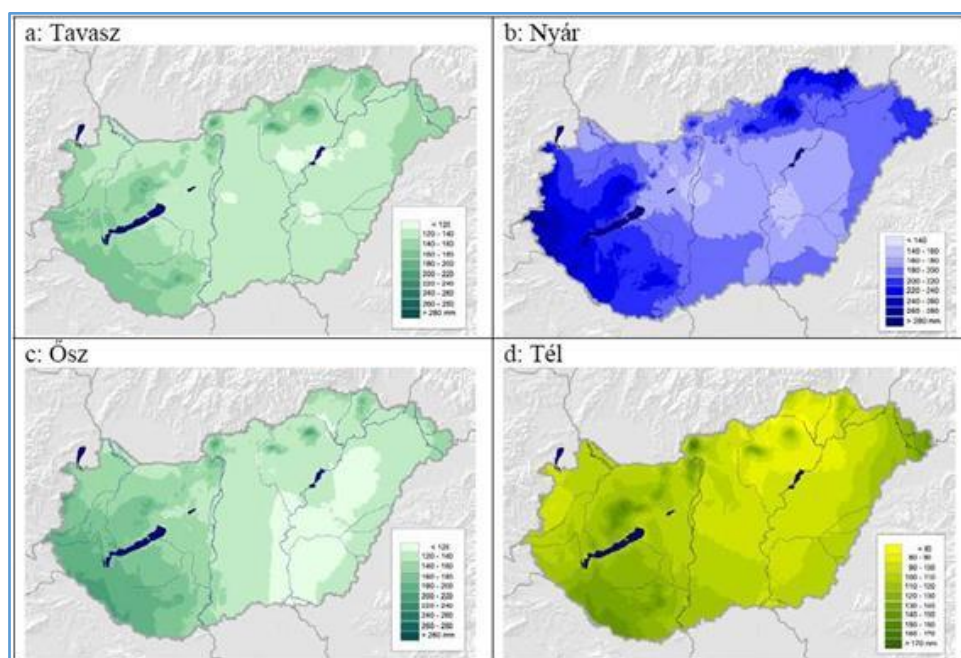 a: Tavasz
b: Nyár
< 120
120 - 140
140 - 160
160 - 180
180 - 200
200 - 220
220 - 240
240 - 260
260 - 280
> 280 mm
< 140
140 - 160
160 - 180
180 - 200
200 - 220
220 - 240
240 - 260
260 - 280
> 280 mm
c: Ősz
d: Tél
< 120
120 - 140
140 - 160
160 - 180
180 - 200
200 - 220
220 - 240
240 - 260
260 - 280
> 280 mm
< 80
80 - 90
90 - 100
100 - 110
110 - 120
120 - 130
130 - 140
140 - 150
150 - 160
160 - 170
> 170 mm